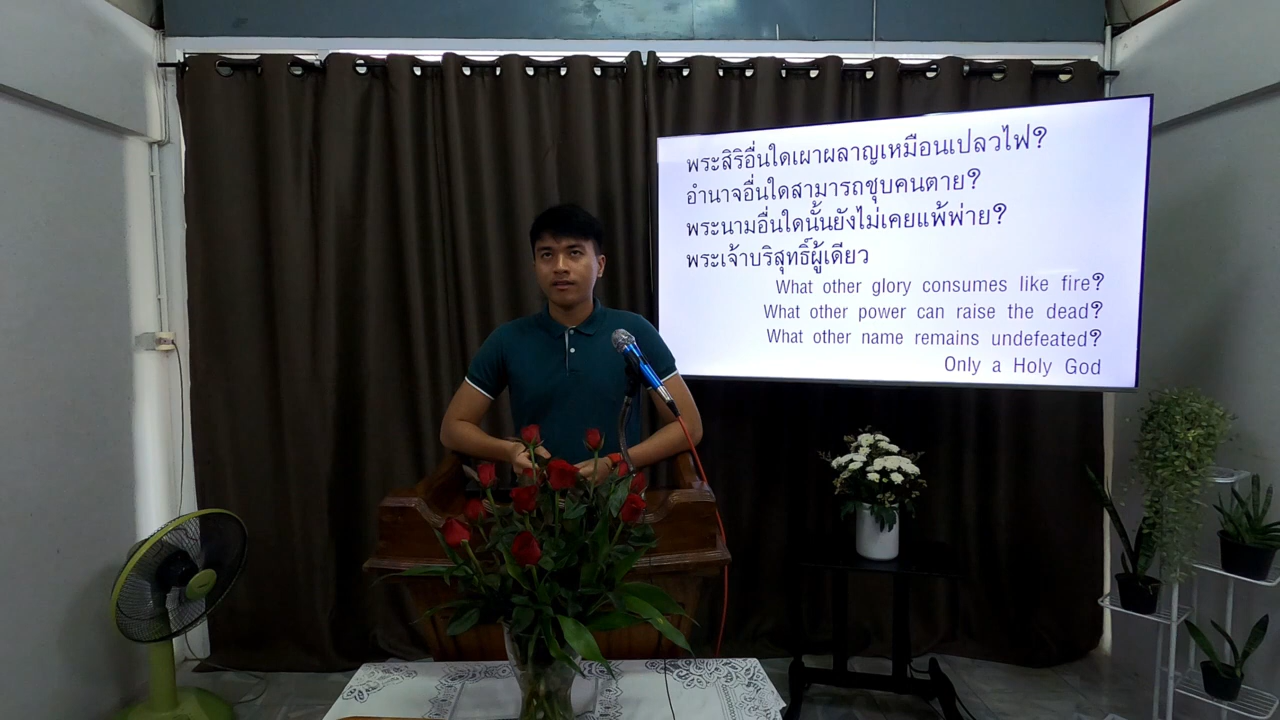 พระสิริอื่นใดเผาผลาญเหมือนเปลวไฟ?
อำนาจอื่นใดสามารถชุบคนตาย?
พระนามอื่นใดนั้นยังไม่เคยแพ้พ่าย?
พระเจ้าบริสุทธิ์ผู้เดียว
What other glory consumes like fire?
What other power can raise the dead?
What other name remains undefeated?
Only a Holy God